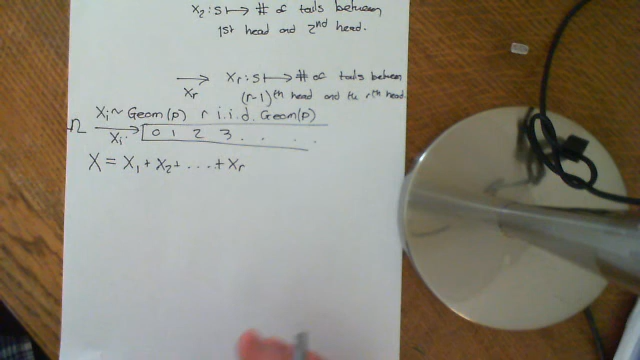 X₂: S ⟼ # of tails between
1st head and 2nd head.
→ Xᵣ Xᵣ: S ⟼ # of tails between
(r-1)th head and the rth head
Xᵢ ~ Geom(p) r i.i.d. Geom(p)
Ω → Xᵢ 0 1 2 3 . . . .
X = X₁ + X₂ + . . . . + Xᵣ